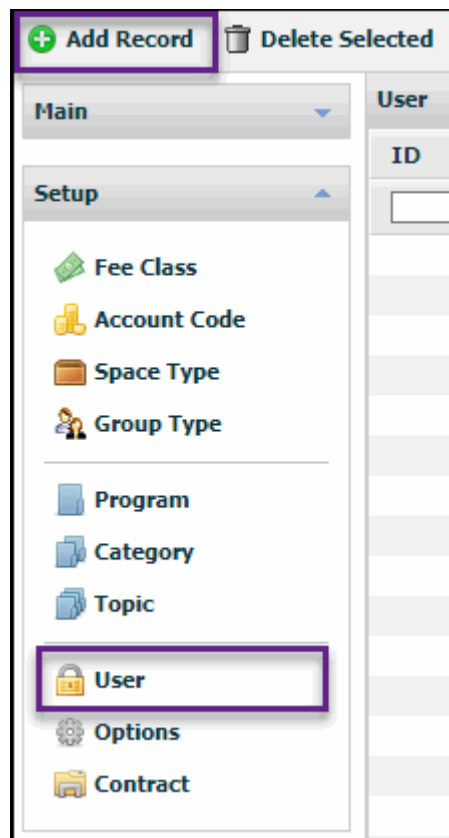 Add Record Delete Selected
Main
User
ID
Setup
Fee Class
Account Code
Space Type
Group Type
Program
Category
Topic
User
Options
Contract